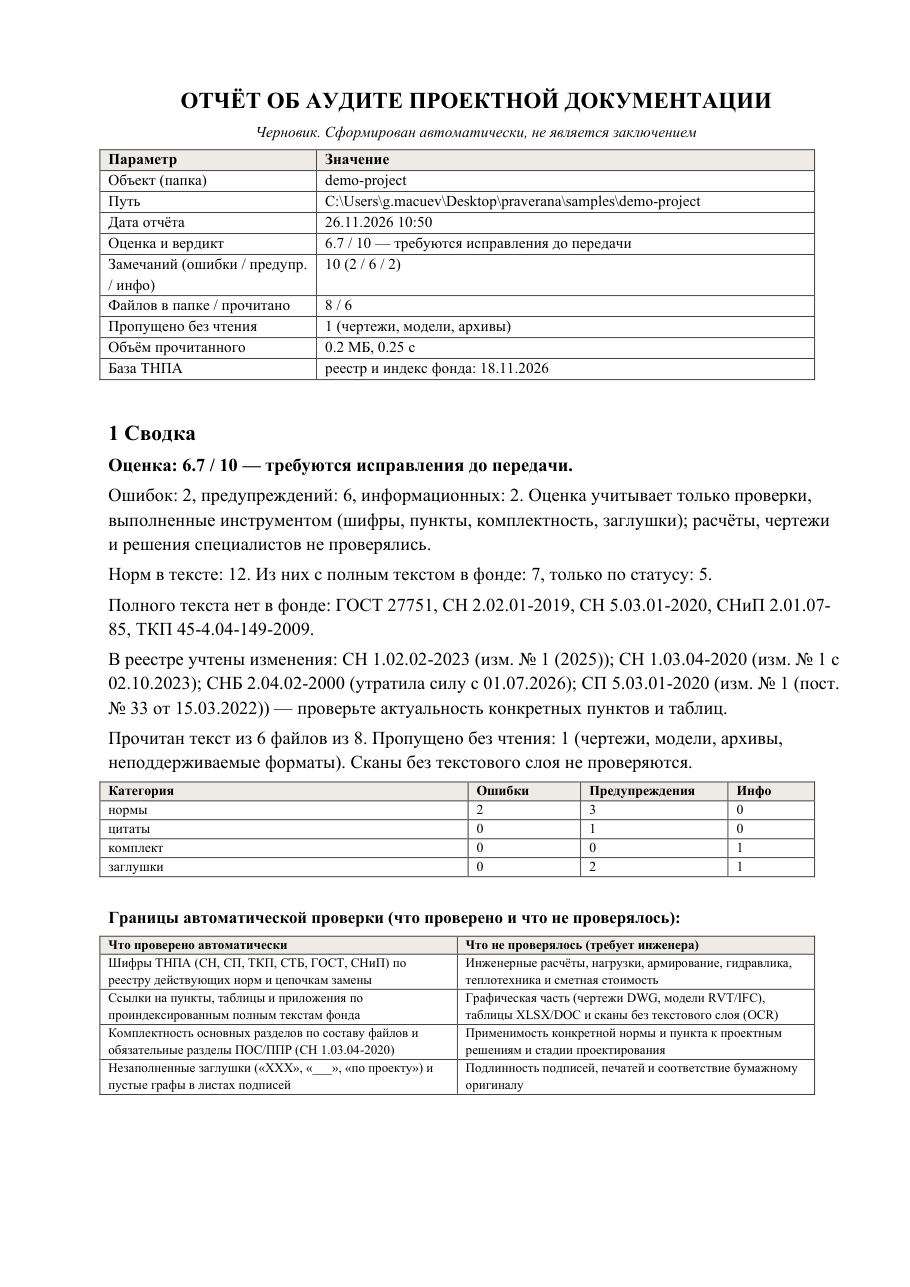 ОТЧЁТ ОБ АУДИТЕ ПРОЕКТНОЙ ДОКУМЕНТАЦИИ
Черновик. Сформирован автоматически, не является заключением
Параметр Значение
Объект (папка) demo-project
Путь C:\Users\g.macuev\Desktop\praverana\samples\demo-project
Дата отчёта 26.11.2026 10:50
Оценка и вердикт 6.7 / 10 — требуются исправления до передачи
Замечаний (ошибки / предупр. 10 (2 / 6 / 2)
/ инфо)
Файлов в папке / прочитано 8 / 6
Пропущено без чтения 1 (чертежи, модели, архивы)
Объём прочитанного 0.2 МБ, 0.25 с
База ТНПА реестр и индекс фонда: 18.11.2026
1 Сводка
Оценка: 6.7 / 10 — требуются исправления до передачи.
Ошибок: 2, предупреждений: 6, информационных: 2. Оценка учитывает только проверки,
выполненные инструментом (шифры, пункты, комплектность, заглушки); расчёты, чертежи
и решения специалистов не проверялись.
Норм в тексте: 12. Из них с полным текстом в фонде: 7, только по статусу: 5.
Полного текста нет в фонде: ГОСТ 27751, СН 2.02.01-2019, СН 5.03.01-2020, СНиП 2.01.07-
85, ТКП 45-4.04-149-2009.
В реестре учтены изменения: СН 1.02.02-2023 (изм. № 1 (2025)); СН 1.03.04-2020 (изм. № 1 с
02.10.2023); СНБ 2.04.02-2000 (утратила силу с 01.07.2026); СП 5.03.01-2020 (изм. № 1 (пост.
№ 33 от 15.03.2022)) — проверьте актуальность конкретных пунктов и таблиц.
Прочитан текст из 6 файлов из 8. Пропущено без чтения: 1 (чертежи, модели, архивы,
неподдерживаемые форматы). Сканы без текстового слоя не проверяются.
Категория Ошибки Предупреждения Инфо
нормы 2 3 0
цитаты 0 1 0
комплект 0 0 1
заглушки 0 2 1
Границы автоматической проверки (что проверено и что не проверялось):
Что проверено автоматически Что не проверялось (требует инженера)
Шифры ТНПА (СН, СП, ТКП, СТБ, ГОСТ, СНиП) по Инженерные расчёты, нагрузки, армирование, гидравлика,
реестру действующих норм и цепочкам замены теплотехника и сметная стоимость
Ссылки на пункты, таблицы и приложения по Графическая часть (чертежи DWG, модели RVT/IFC),
проиндексированным полным текстам фонда таблицы XLSX/DOC и сканы без текстового слоя (OCR)
Комплектность основных разделов по составу файлов и Применимость конкретной нормы и пункта к проектным
обязательные разделы ПОС/ППР (СН 1.03.04-2020) решениям и стадии проектирования
Незаполненные заглушки («ХХХ», «___», «по проекту») и Подлинность подписей, печатей и соответствие бумажному
пустые графы в листах подписей оригиналу